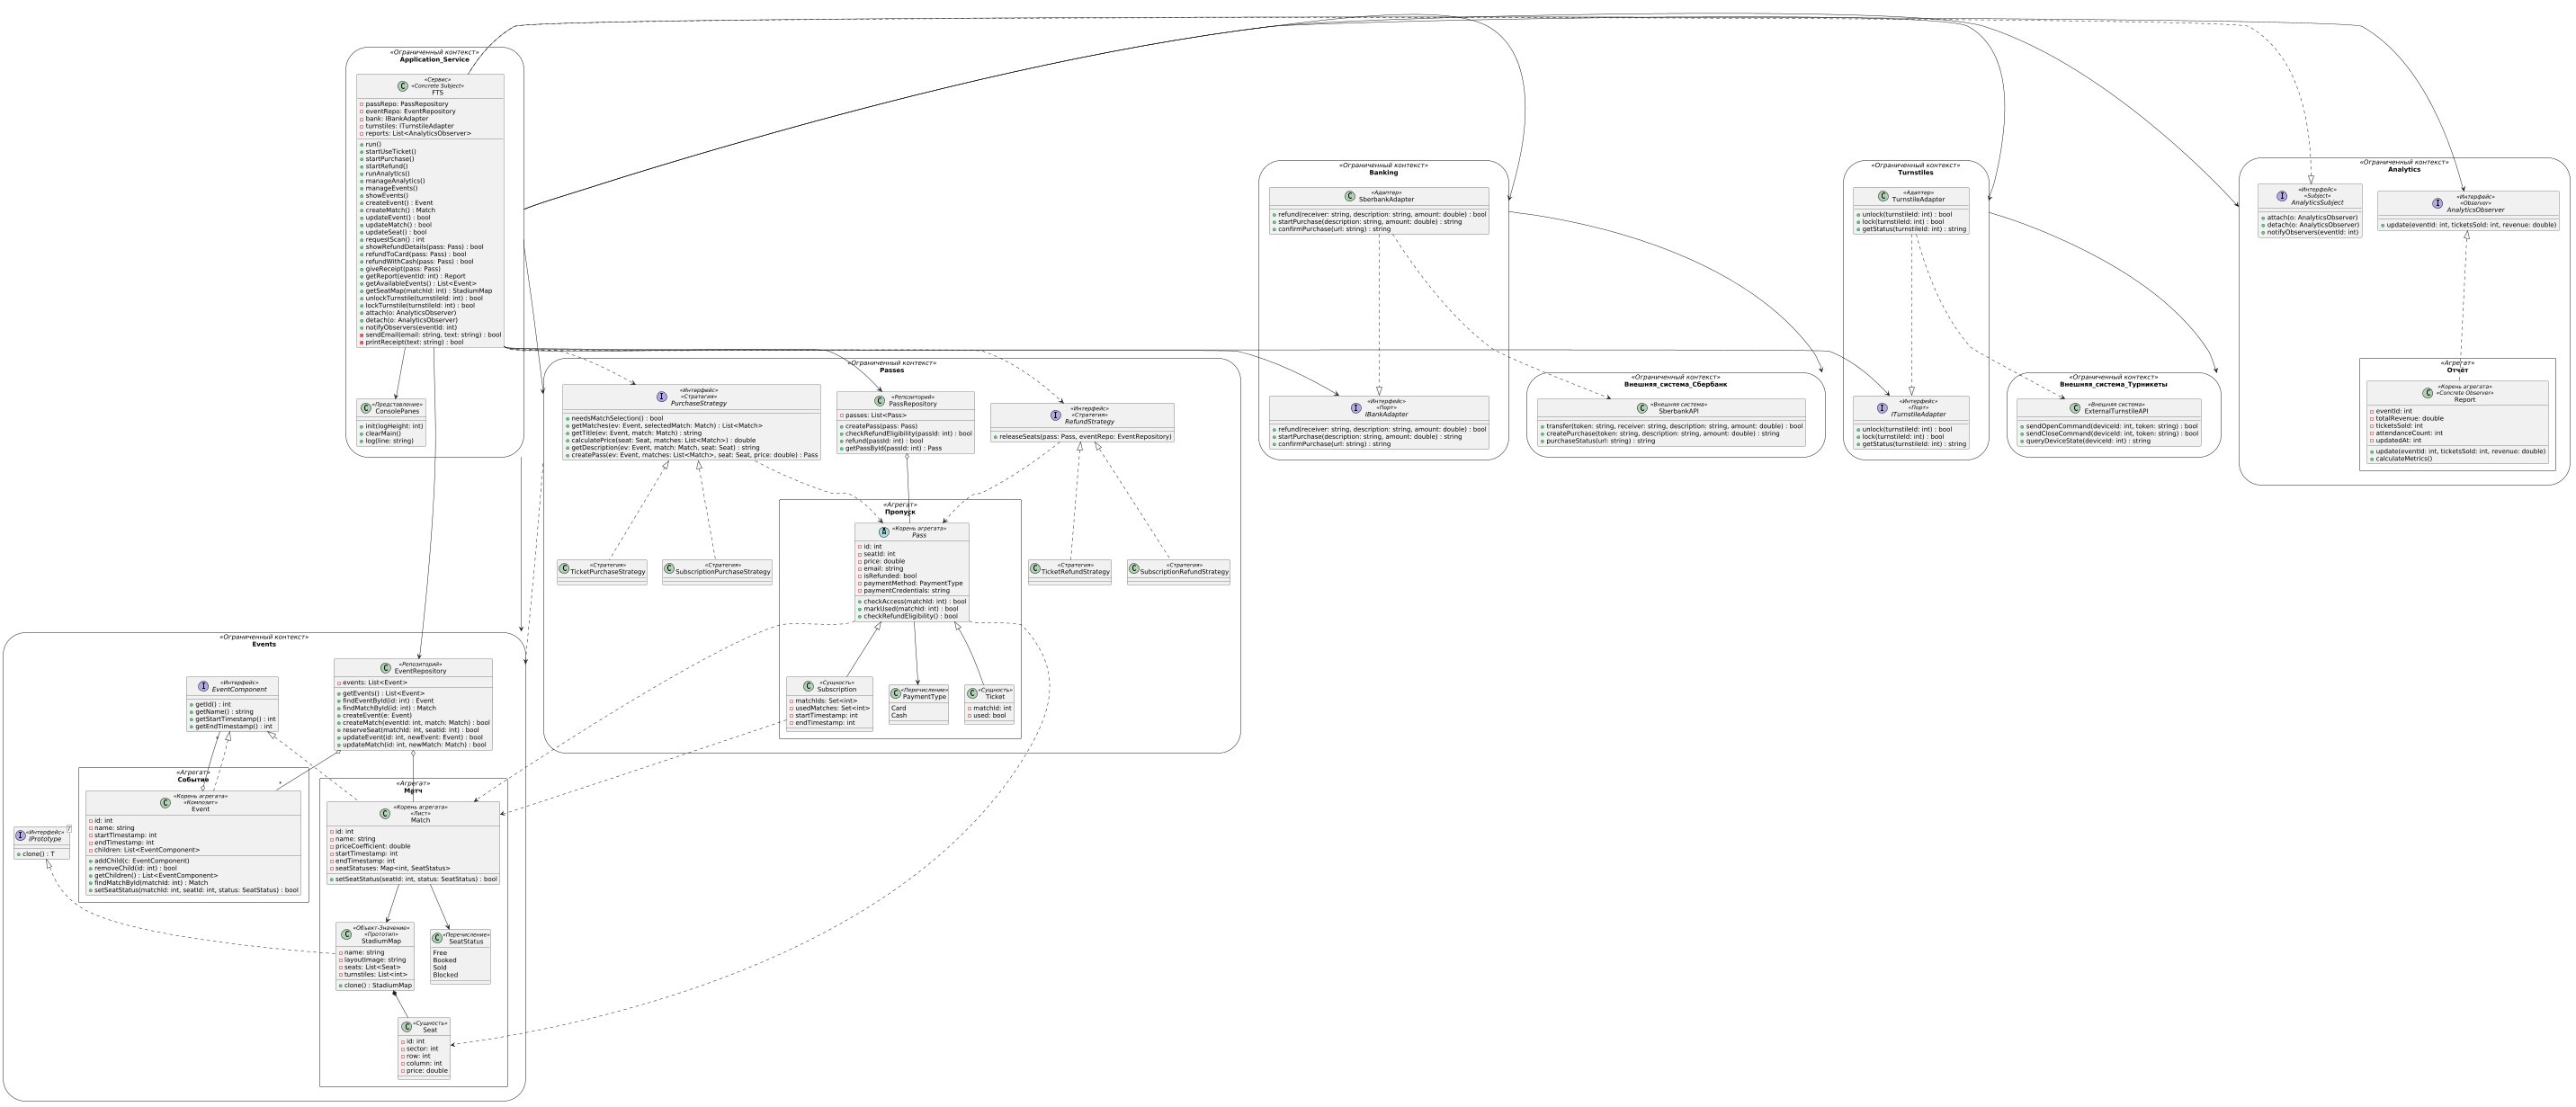 «Ограниченный контекст»
Application_Service
«Сервис»
«Concrete Subject»
FTS
passRepo: PassRepository
eventRepo: EventRepository
bank: IBankAdapter
turnstiles: ITurnstileAdapter
reports: List<AnalyticsObserver>
run()
startUseTicket()
startPurchase()
startRefund()
runAnalytics()
manageAnalytics()
manageEvents()
showEvents()
createEvent() : Event
createMatch() : Match
updateEvent() : bool
updateMatch() : bool
updateSeat() : bool
requestScan() : int
showRefundDetails(pass: Pass) : bool
refundToCard(pass: Pass) : bool
refundWithCash(pass: Pass) : bool
giveReceipt(pass: Pass)
getReport(eventId: int) : Report
getAvailableEvents() : List<Event>
getSeatMap(matchId: int) : StadiumMap
unlockTurnstile(turnstileId: int) : bool
lockTurnstile(turnstileId: int) : bool
attach(o: AnalyticsObserver)
detach(o: AnalyticsObserver)
notifyObservers(eventId: int)
sendEmail(email: string, text: string) : bool
printReceipt(text: string) : bool
«Представление»
ConsolePanes
init(logHeight: int)
clearMain()
log(line: string)
«Ограниченный контекст»
Banking
«Адаптер»
SberbankAdapter
refund(receiver: string, description: string, amount: double) : bool
startPurchase(description: string, amount: double) : string
confirmPurchase(url: string) : string
«Интерфейс»
«Порт»
IBankAdapter
refund(receiver: string, description: string, amount: double) : bool
startPurchase(description: string, amount: double) : string
confirmPurchase(url: string) : string
«Ограниченный контекст»
Внешняя_система_Сбербанк
«Внешняя система»
SberbankAPI
transfer(token: string, receiver: string, description: string, amount: double) : bool
createPurchase(token: string, description: string, amount: double) : string
purchaseStatus(url: string) : string
«Ограниченный контекст»
Turnstiles
«Адаптер»
TurnstileAdapter
unlock(turnstileId: int) : bool
lock(turnstileId: int) : bool
getStatus(turnstileId: int) : string
«Интерфейс»
«Порт»
ITurnstileAdapter
unlock(turnstileId: int) : bool
lock(turnstileId: int) : bool
getStatus(turnstileId: int) : string
«Ограниченный контекст»
Внешняя_система_Турникеты
«Внешняя система»
ExternalTurnstileAPI
sendOpenCommand(deviceId: int, token: string) : bool
sendCloseCommand(deviceId: int, token: string) : bool
queryDeviceState(deviceId: int) : string
«Ограниченный контекст»
Analytics
«Интерфейс»
«Subject»
AnalyticsSubject
attach(o: AnalyticsObserver)
detach(o: AnalyticsObserver)
notifyObservers(eventId: int)
«Интерфейс»
«Observer»
AnalyticsObserver
update(eventId: int, ticketsSold: int, revenue: double)
«Агрегат»
Отчёт
«Корень агрегата»
«Concrete Observer»
Report
eventId: int
totalRevenue: double
ticketsSold: int
attendanceCount: int
updatedAt: int
update(eventId: int, ticketsSold: int, revenue: double)
calculateMetrics()
«Ограниченный контекст»
Passes
«Интерфейс»
«Стратегия»
PurchaseStrategy
needsMatchSelection() : bool
getMatches(ev: Event, selectedMatch: Match) : List<Match>
getTitle(ev: Event, match: Match) : string
calculatePrice(seat: Seat, matches: List<Match>) : double
getDescription(ev: Event, match: Match, seat: Seat) : string
createPass(ev: Event, matches: List<Match>, seat: Seat, price: double) : Pass
«Репозиторий»
PassRepository
passes: List<Pass>
createPass(pass: Pass)
checkRefundEligibility(passId: int) : bool
refund(passId: int) : bool
getPassById(passId: int) : Pass
«Интерфейс»
«Стратегия»
RefundStrategy
releaseSeats(pass: Pass, eventRepo: EventRepository)
«Стратегия»
TicketPurchaseStrategy
«Стратегия»
SubscriptionPurchaseStrategy
«Агрегат»
Пропуск
«Корень агрегата»
Pass
id: int
seatId: int
price: double
email: string
isRefunded: bool
paymentMethod: PaymentType
paymentCredentials: string
checkAccess(matchId: int) : bool
markUsed(matchId: int) : bool
checkRefundEligibility() : bool
«Стратегия»
TicketRefundStrategy
«Стратегия»
SubscriptionRefundStrategy
«Сущность»
Subscription
matchIds: Set<int>
usedMatches: Set<int>
startTimestamp: int
endTimestamp: int
«Перечисление»
PaymentType
Card
Cash
«Сущность»
Ticket
matchId: int
used: bool
«Ограниченный контекст»
Events
«Интерфейс»
EventComponent
getId() : int
getName() : string
getStartTimestamp() : int
getEndTimestamp() : int
«Репозиторий»
EventRepository
events: List<Event>
getEvents() : List<Event>
findEventById(id: int) : Event
findMatchById(id: int) : Match
createEvent(e: Event)
createMatch(eventId: int, match: Match) : bool
reserveSeat(matchId: int, seatId: int) : bool
updateEvent(id: int, newEvent: Event) : bool
updateMatch(id: int, newMatch: Match) : bool
*
*
«Агрегат»
Событие
«Корень агрегата»
«Композит»
Event
id: int
name: string
startTimestamp: int
endTimestamp: int
children: List<EventComponent>
addChild(c: EventComponent)
removeChild(id: int) : bool
getChildren() : List<EventComponent>
findMatchById(matchId: int) : Match
setSeatStatus(matchId: int, seatId: int, status: SeatStatus) : bool
T
«Интерфейс»
IPrototype
clone() : T
«Агрегат»
Матч
«Корень агрегата»
«Лист»
Match
id: int
name: string
priceCoefficient: double
startTimestamp: int
endTimestamp: int
seatStatuses: Map<int, SeatStatus>
setSeatStatus(seatId: int, status: SeatStatus) : bool
«Объект-Значение»
«Прототип»
StadiumMap
name: string
layoutImage: string
seats: List<Seat>
turnstiles: List<int>
clone() : StadiumMap
«Перечисление»
SeatStatus
Free
Booked
Sold
Blocked
«Сущность»
Seat
id: int
sector: int
row: int
column: int
price: double